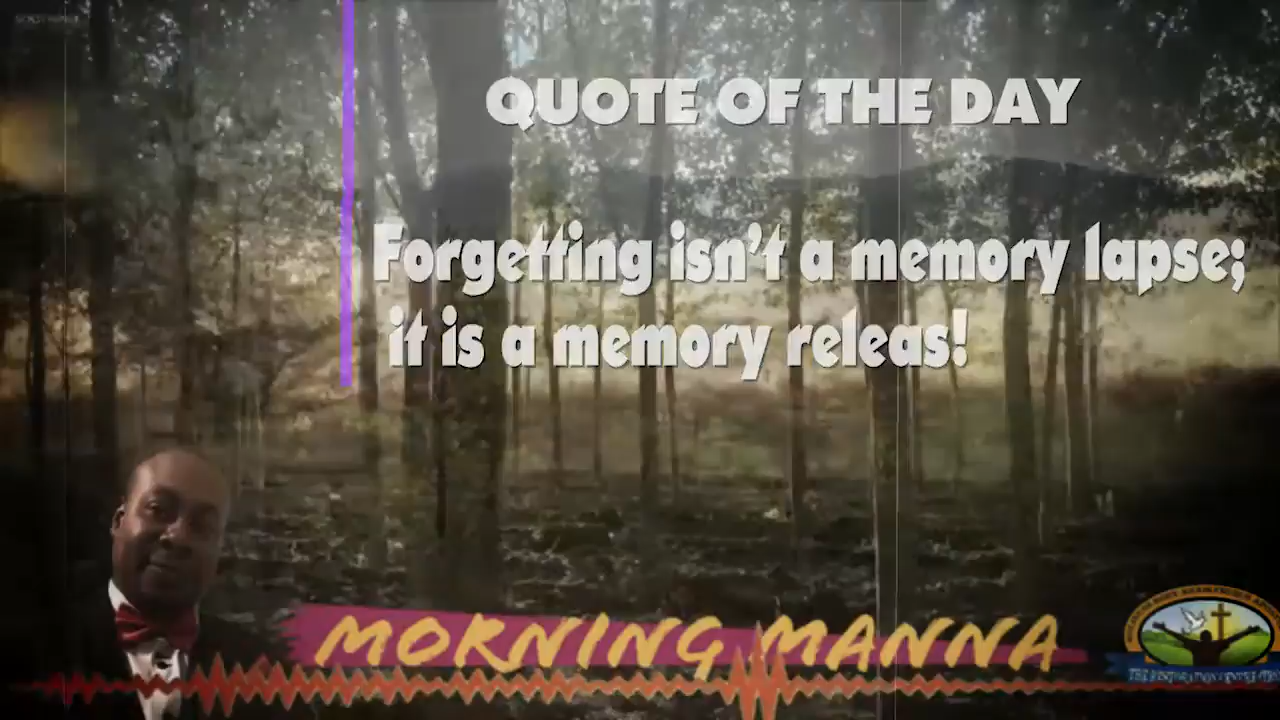 QUOTE OF THE DAY
Forgetting isn't a memory lapse;
it is a memory releas!
MORNING MANNA